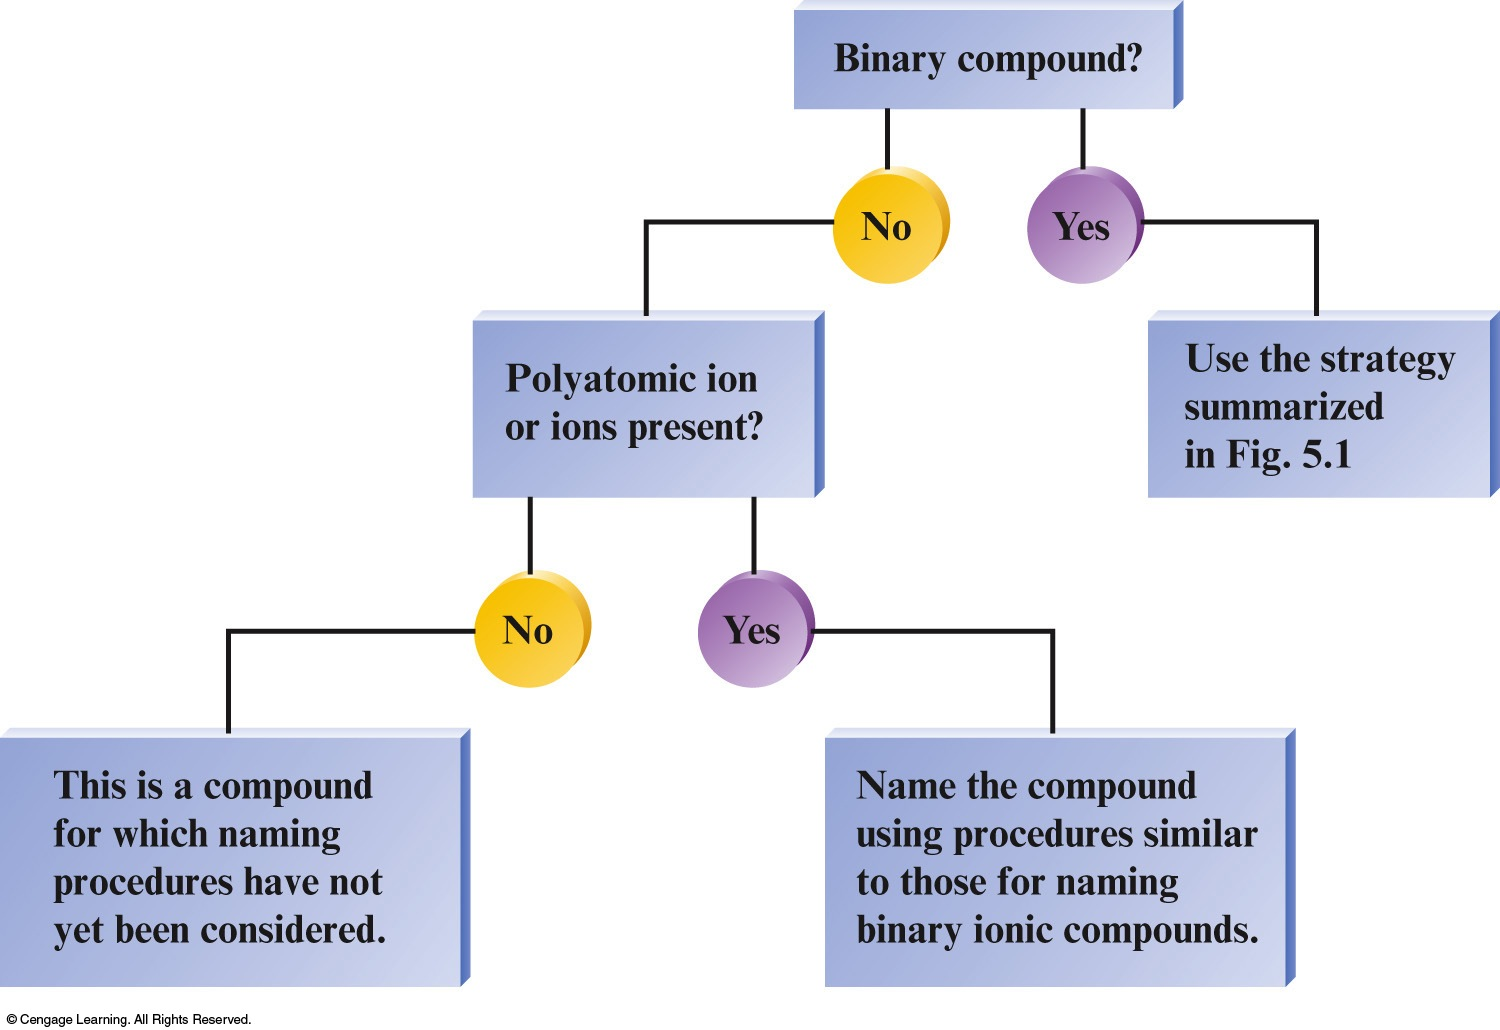 Binary compound?
No
Yes
Polyatomic ion
or ions present?
Use the strategy
summarized
in Fig. 5.1
No
Yes
This is a compound
for which naming
procedures have not
yet been considered.
Name the compound
using procedures similar
to those for naming
binary ionic compounds.
© Cengage Learning. All Rights Reserved.